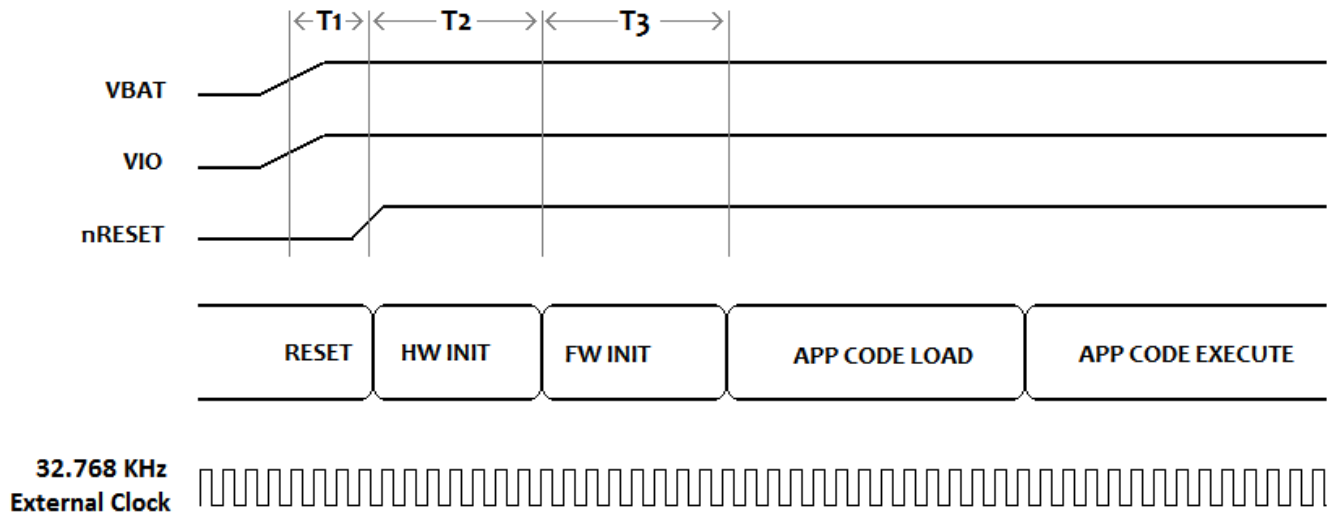 T1 T2 T3
VBAT
VIO
nRESET
RESET HW INIT FW INIT APP CODE LOAD APP CODE EXECUTE
32.768 KHz
External Clock